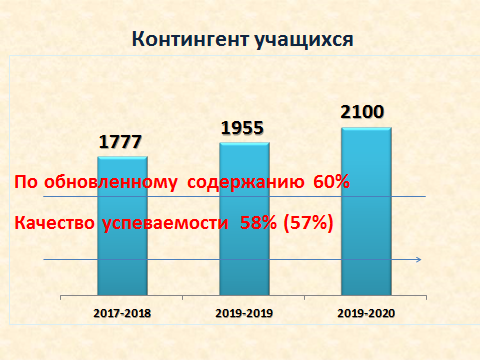 Контингент учащихся
1777
1955
2100
По обновленному содержанию 60%
Качество успеваемости 58% (57%)
2017-2018
2019-2019
2019-2020